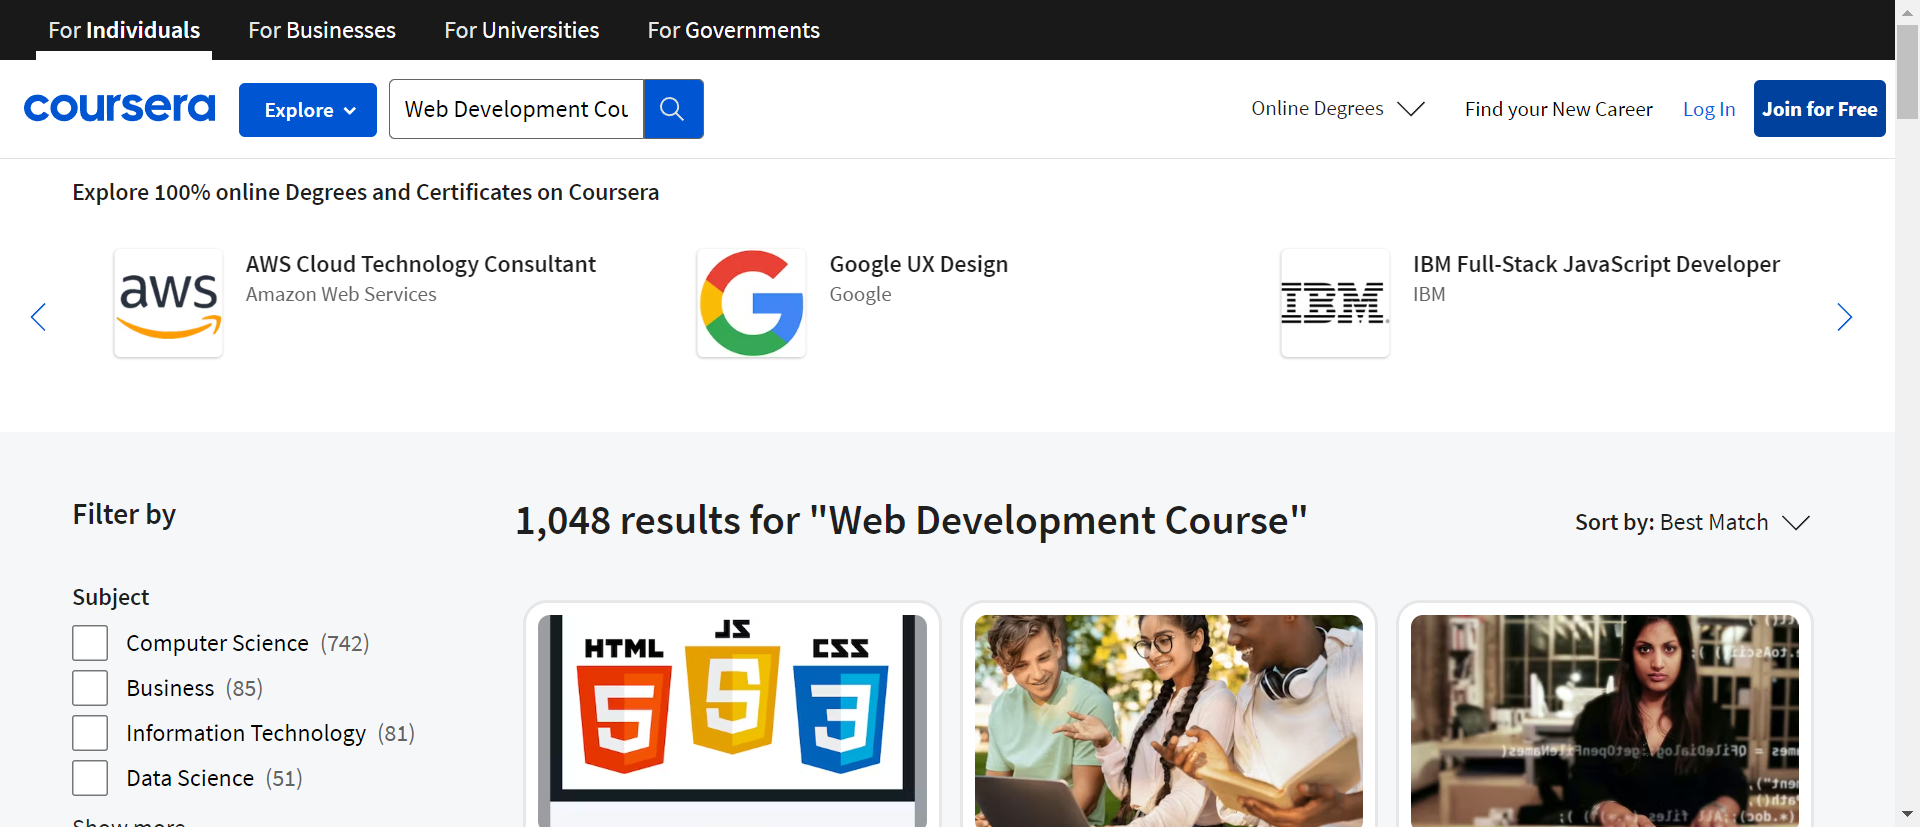 For Individuals
For Businesses
For Universities
For Governments
coursera
Explore
Web Development Cou
Online Degrees
Find your New Career
Log In
Join for Free
Explore 100% online Degrees and Certificates on Coursera
aws
AWS Cloud Technology Consultant
Amazon Web Services
Google UX Design
Google
IBM
IBM Full-Stack JavaScript Developer
IBM
Filter by
1,048 results for "Web Development Course"
Sort by: Best Match
Subject
Computer Science (742)
Business (85)
Information Technology (81)
Data Science (51)
Show more
HTML
JS
CSS
5
5
3